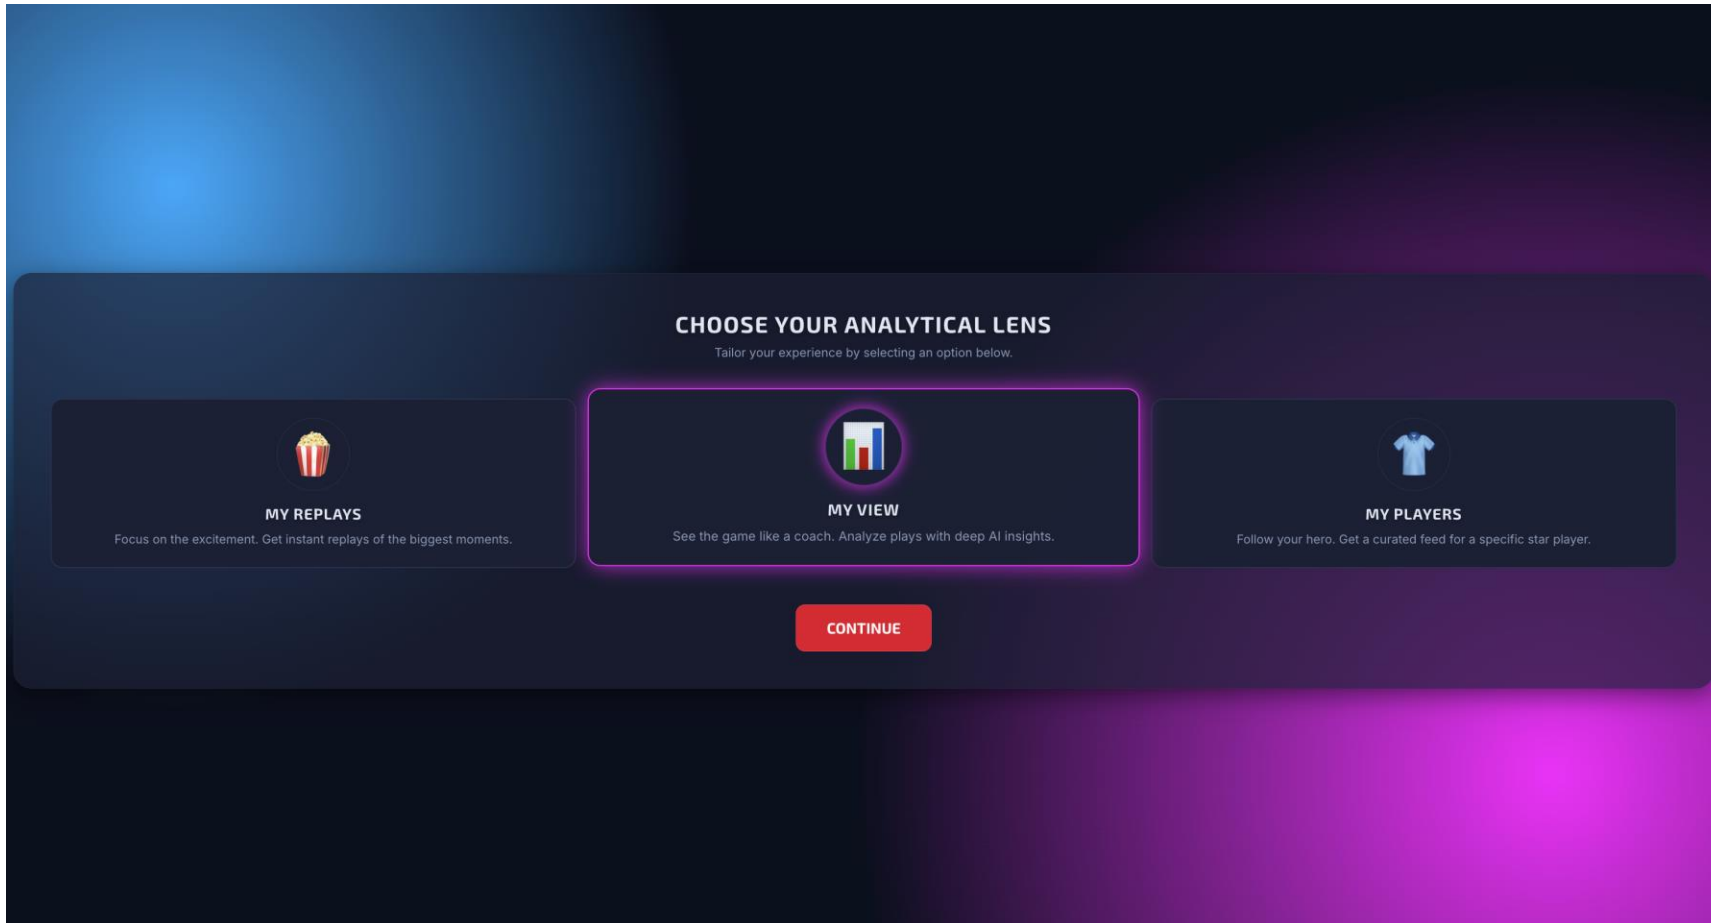 CHOOSE YOUR ANALYTICAL LENS
Tailor your experience by selecting an option below.
MY REPLAYS
Focus on the excitement. Get instant replays of the biggest moments.
MY VIEW
See the game like a coach. Analyze plays with deep AI insights.
MY PLAYERS
Follow your hero. Get a curated feed for a specific star player.
CONTINUE